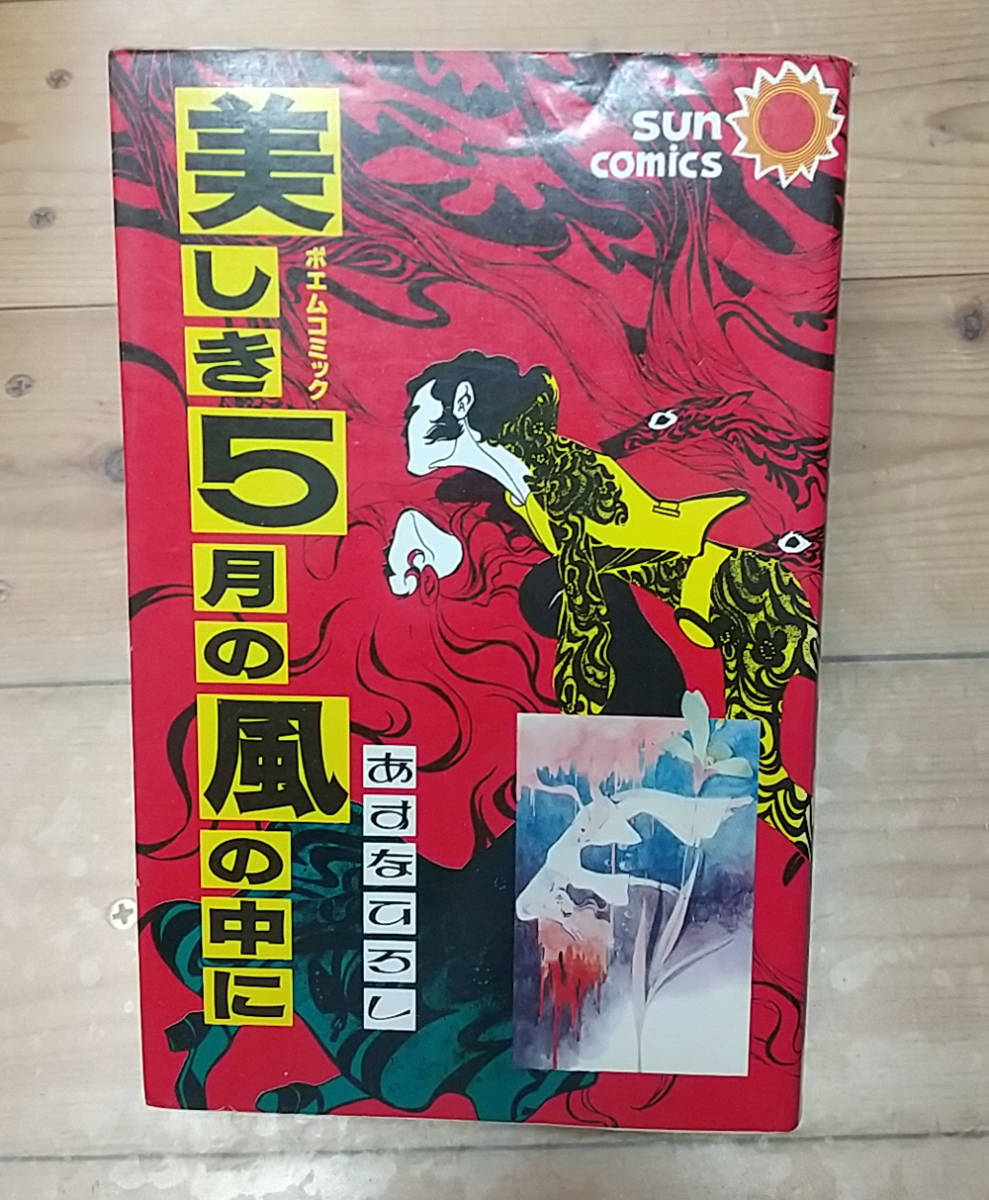 sun
comics
美しき5月の風の中に
ポエムコミック
あすなひろし